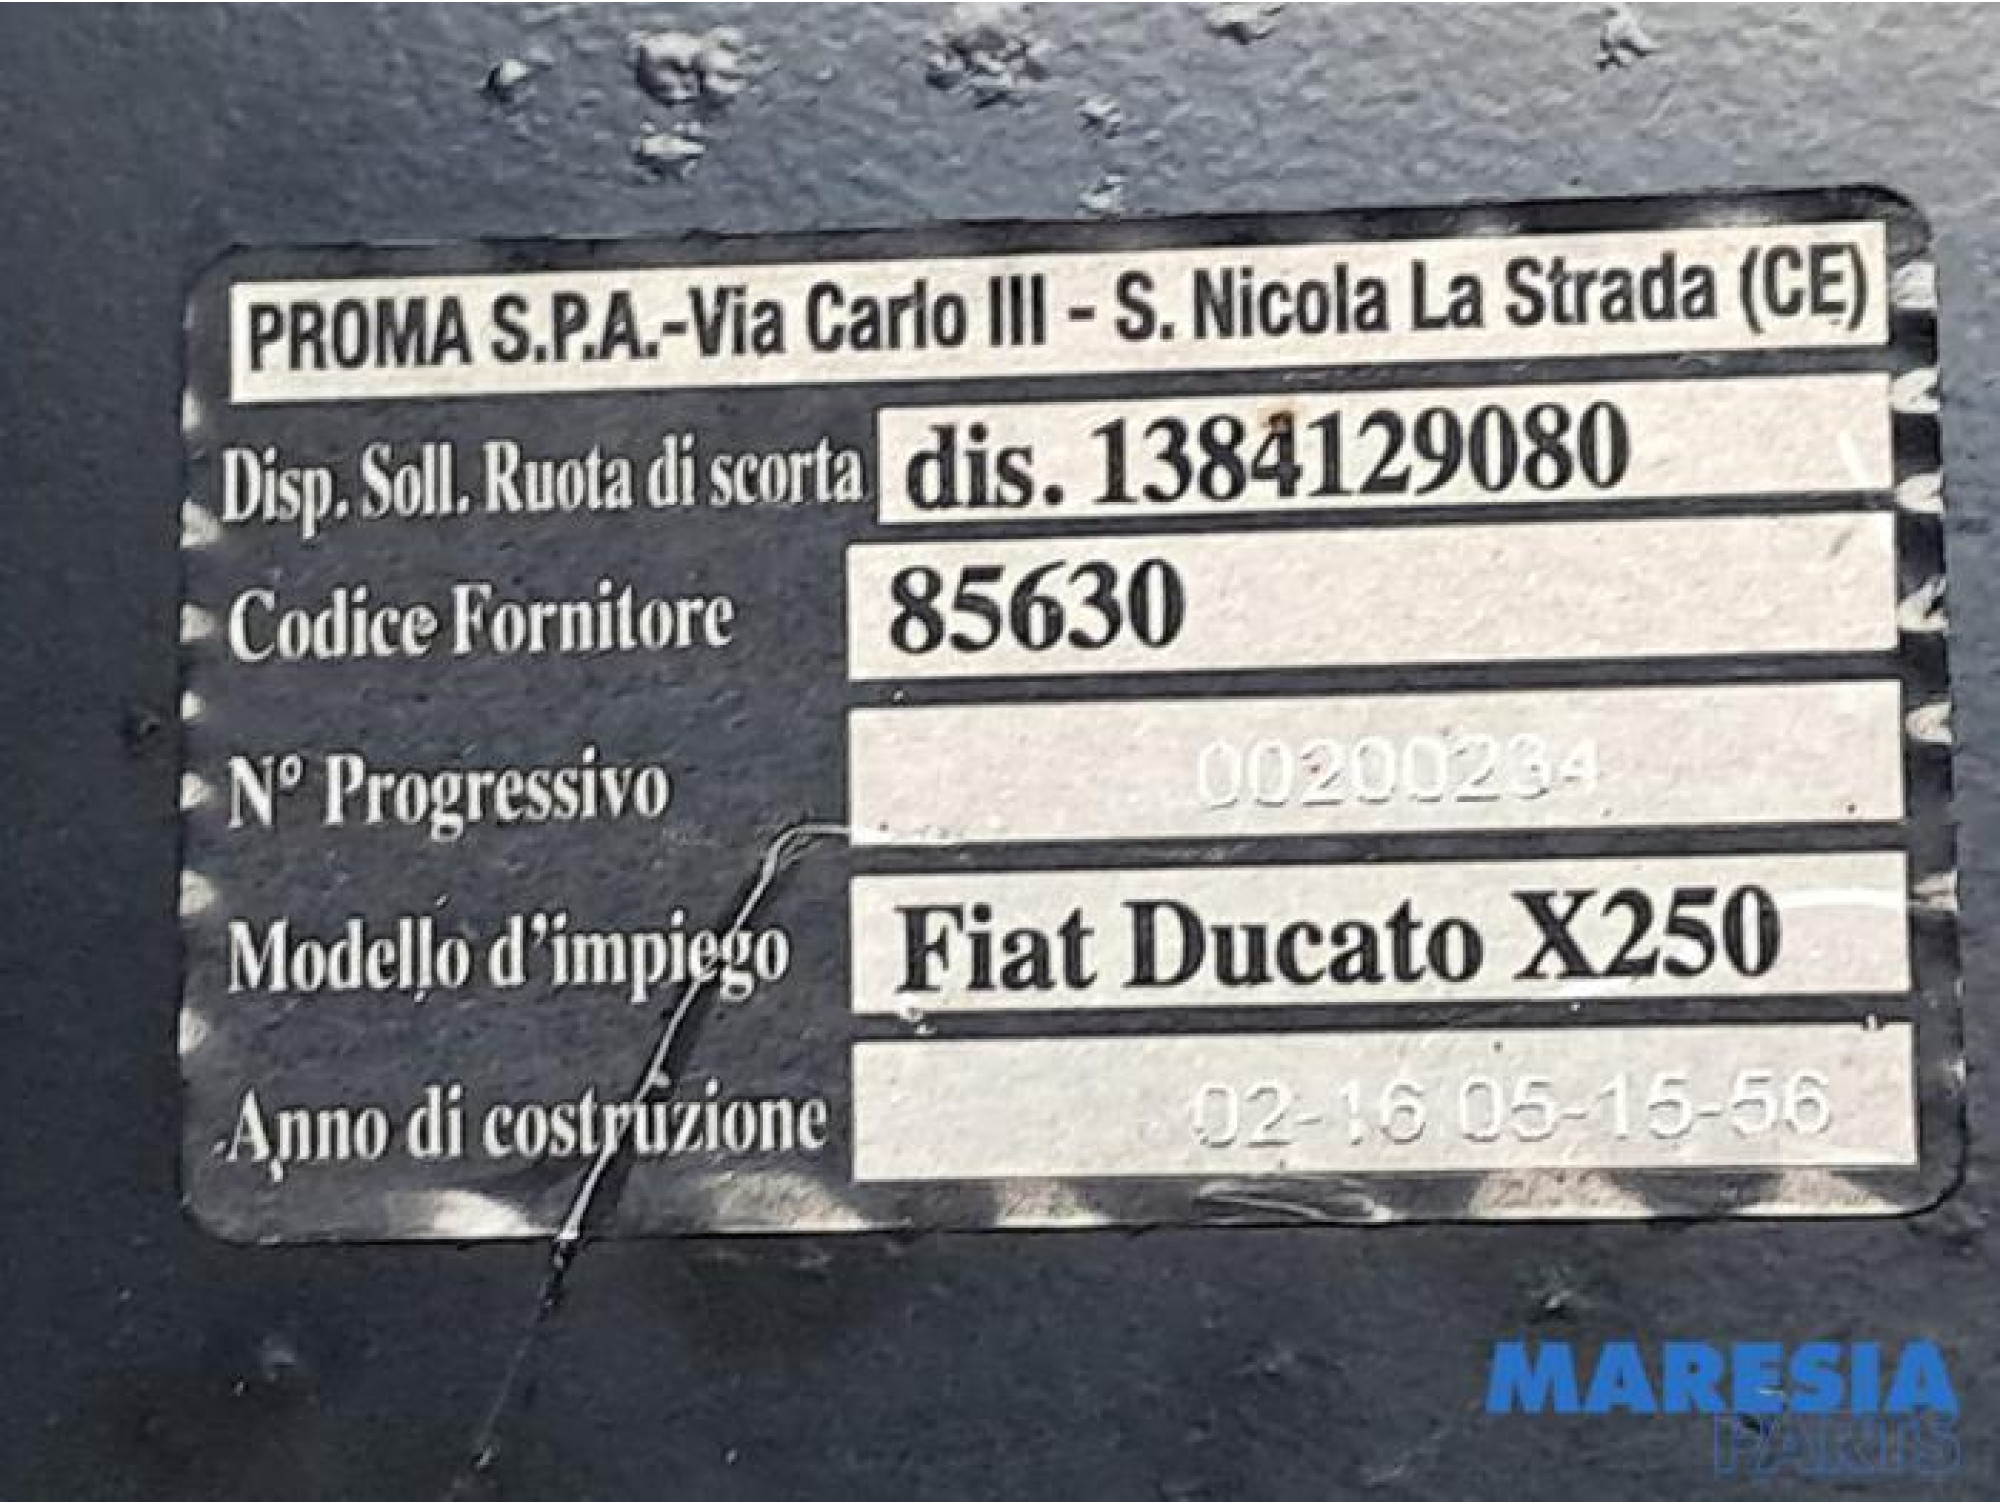 PROMA S.P.A.-Via Carlo III - S. Nicola La Strada (CE)
Disp. Soll. Ruota di scorta dis. 1384129080
Codice Fornitore 85630
N° Progressivo 00200234
Modello d'impiego Fiat Ducato X250
Anno di costruzione 02-16 05-15-56
MARESIA
PARTS